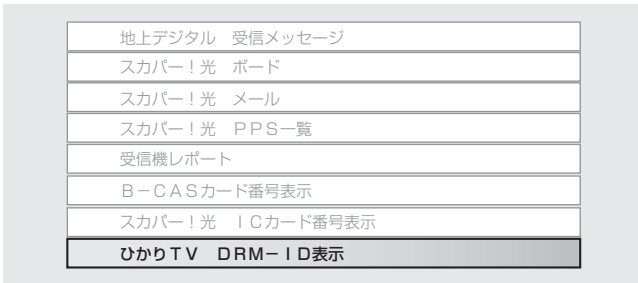 地上デジタル　受信メッセージ
スカパー！光　ボード
スカパー！光　メール
スカパー！光　ＰＰＳ一覧
受信機レポート
Ｂ－ＣＡＳカード番号表示
スカパー！光　ＩＣカード番号表示
ひかりＴＶ　ＤＲＭ－ＩＤ表示